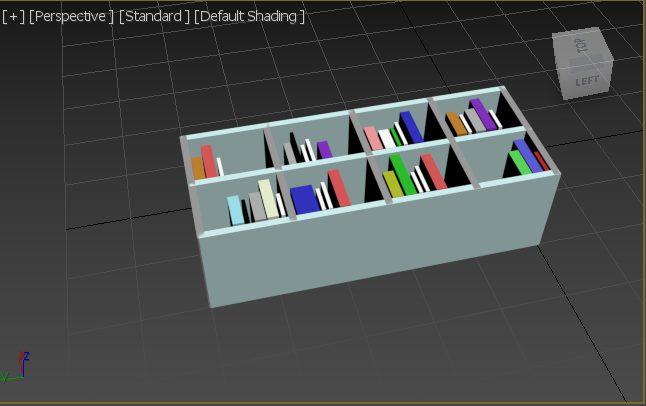 [+] [Perspective ] [Standard ] [Default Shading ]
TOP
LEFT
z
y